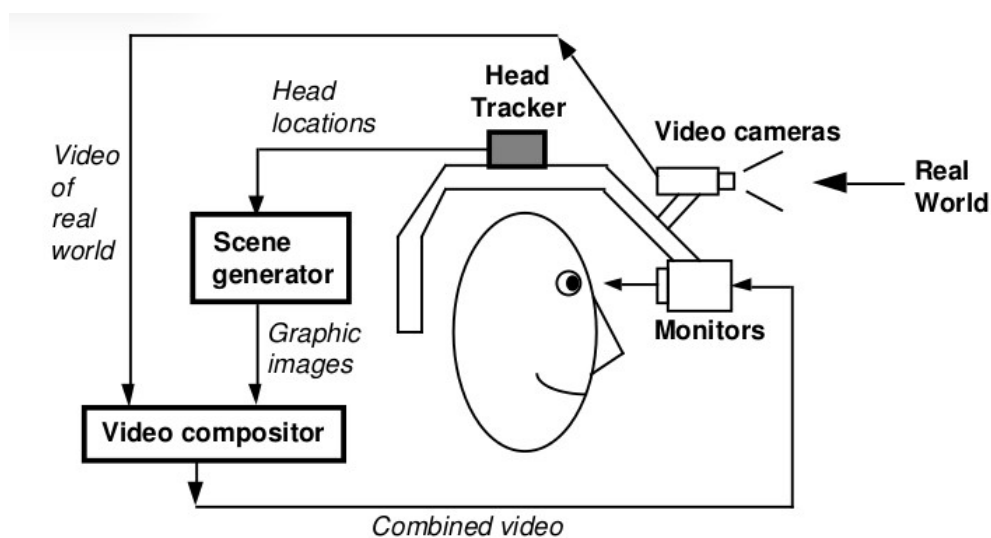 Head
Tracker
Head
locations
Video cameras
Video
of
real
world
Real
World
Scene
generator
Monitors
Graphic
images
Video compositor
Combined video